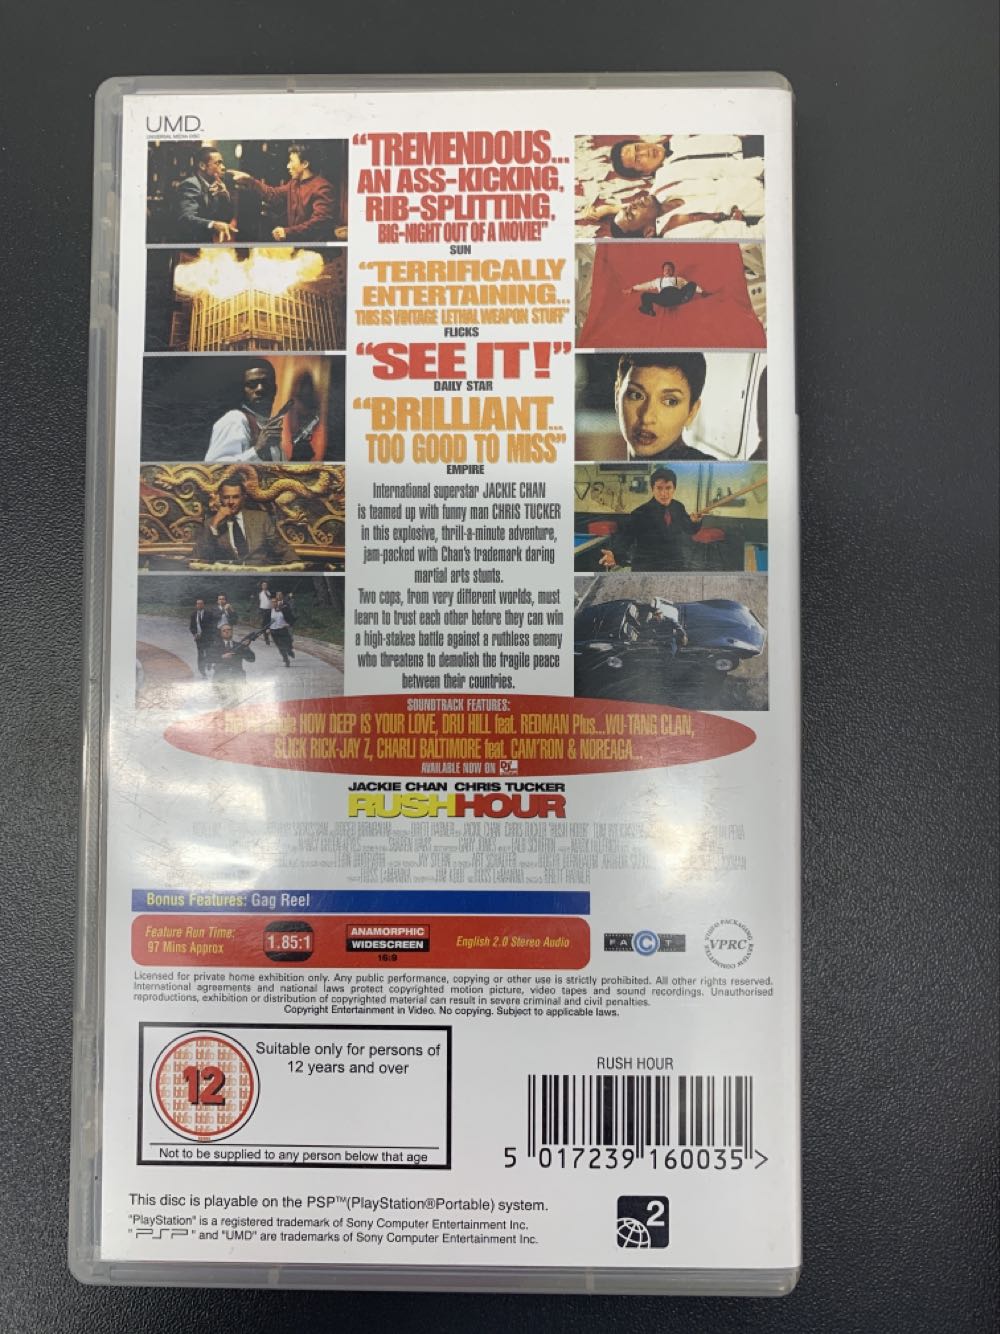 UMD™
UNIVERSAL MEDIA DISC
“TREMENDOUS...
AN ASS-KICKING,
RIB-SPLITTING,
BIG-NIGHT OUT OF A MOVIE!”
SUN
“TERRIFICALLY
ENTERTAINING...
THIS IS VINTAGE LETHAL WEAPON STUFF”
FLICKS
“SEE IT!”
DAILY STAR
“BRILLIANT...
TOO GOOD TO MISS”
EMPIRE
International superstar JACKIE CHAN
is teamed up with funny man CHRIS TUCKER
in this explosive, thrill-a-minute adventure,
jam-packed with Chan's trademark daring
martial arts stunts.
Two cops, from very different worlds, must
learn to trust each other before they can win
a high-stakes battle against a ruthless enemy
who threatens to demolish the fragile peace
between their countries.
SOUNDTRACK FEATURES:
HOW DEEP IS YOUR LOVE, DRU HILL feat. REDMAN Plus...WU-TANG CLAN,
SLICK RICK-JAY Z, CHARLI BALTIMORE feat. CAM'RON & NOREAGA...
AVAILABLE NOW ON
JACKIE CHAN CHRIS TUCKER
RUSH HOUR
Bonus Features: Gag Reel
Feature Run Time:
97 Mins Approx
1.85:1
ANAMORPHIC
WIDESCREEN
16:9
English 2.0 Stereo Audio
FACT
VPRC
Licensed for private home exhibition only. Any public performance, copying or other use is strictly prohibited. All other rights reserved.
International agreements and national laws protect copyrighted motion picture, video tapes and sound recordings. Unauthorised
reproductions, exhibition or distribution of copyrighted material can result in severe criminal and civil penalties.
Copyright Entertainment in Video. No copying. Subject to applicable laws.
12
Suitable only for persons of
12 years and over
Not to be supplied to any person below that age
RUSH HOUR
5 017239 160035 >
This disc is playable on the PSP™(PlayStation®Portable) system.
"PlayStation" is a registered trademark of Sony Computer Entertainment Inc.
"PSP" and "UMD" are trademarks of Sony Computer Entertainment Inc.
2